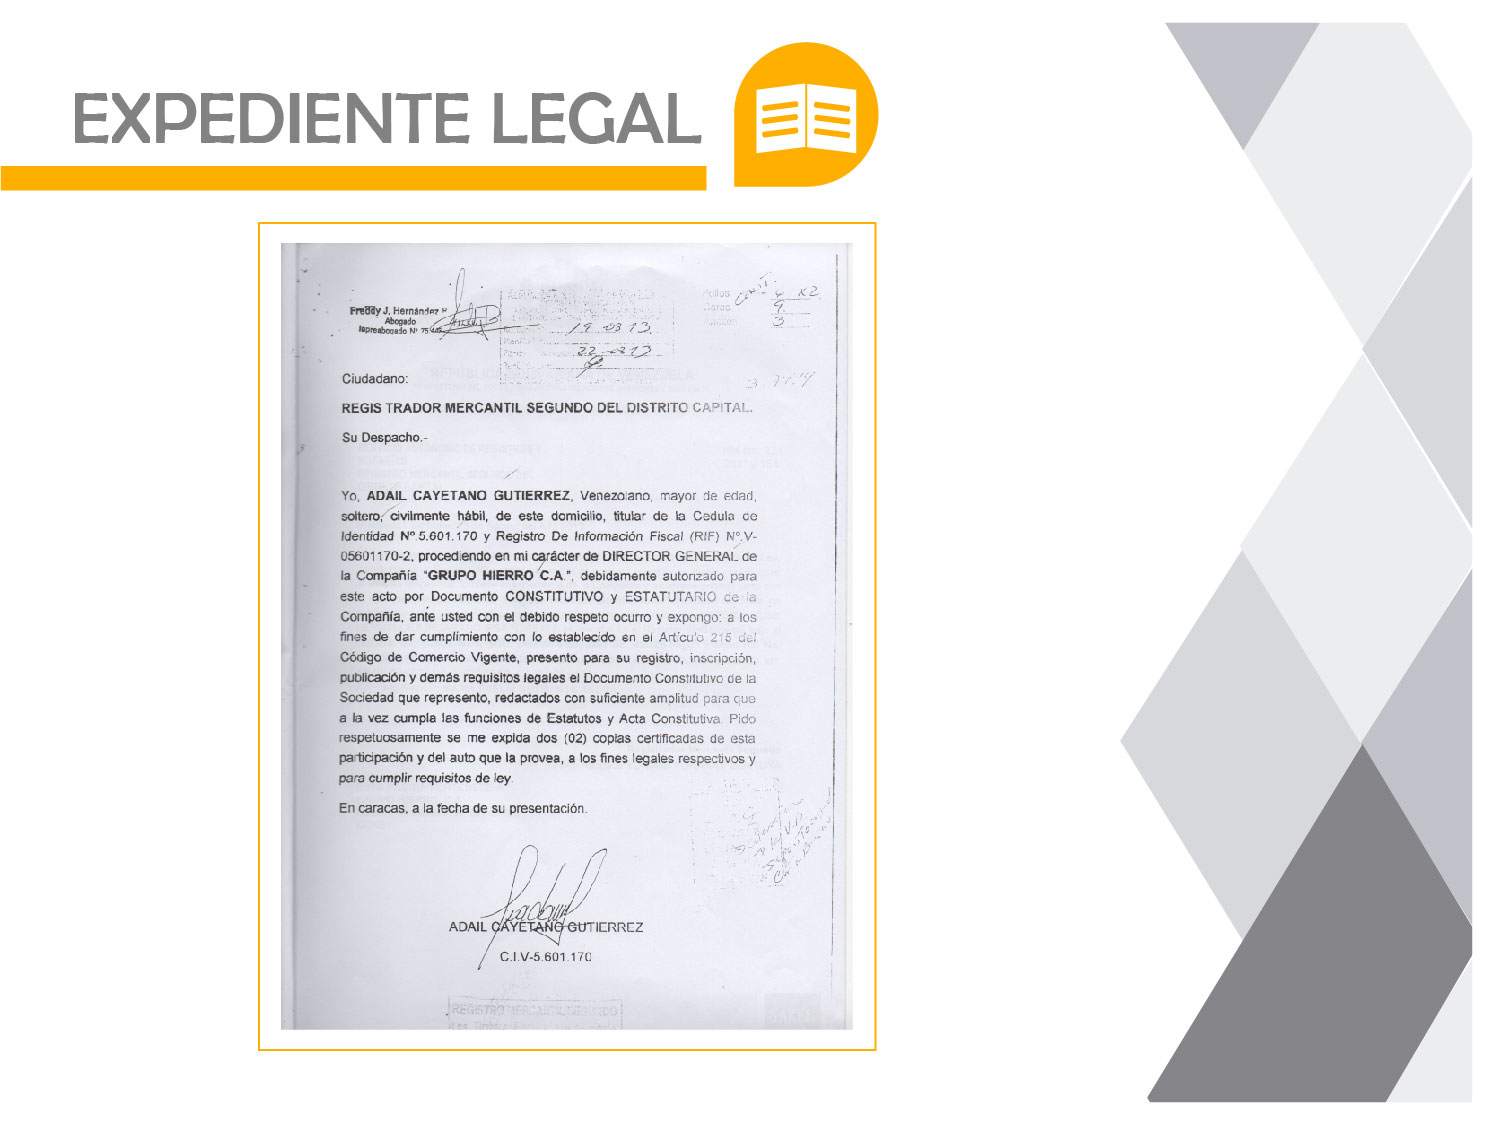 EXPEDIENTE LEGAL
Freddy J. Hernández
Abogado
Inpreabogado Nº
19 03 13
Ciudadano:
REGIS TRADOR MERCANTIL SEGUNDO DEL DISTRITO CAPITAL.
Su Despacho.-
Yo, ADAIL CAYETANO GUTIERREZ, Venezolano, mayor de edad,
soltero, civilmente hábil, de este domicilio, titular de la Cedula de
Identidad Nº.5.601.170 y Registro De Información Fiscal (RIF) Nº.V-
05601170-2, procediendo en mi carácter de DIRECTOR GENERAL de
la Compañía "GRUPO HIERRO C.A.", debidamente autorizado para
este acto por Documento CONSTITUTIVO y ESTATUTARIO de la
Compañía, ante usted con el debido respeto ocurro y expongo: a los
fines de dar cumplimiento con lo establecido en el Artículo 215 del
Código de Comercio Vigente, presento para su registro, inscripción,
publicación y demás requisitos legales el Documento Constitutivo de la
Sociedad que represento, redactados con suficiente amplitud para que
a la vez cumpla las funciones de Estatutos y Acta Constitutiva. Pido
respetuosamente se me expida dos (02) copias certificadas de esta
participación y del auto que la provea, a los fines legales respectivos y
para cumplir requisitos de ley.
En caracas, a la fecha de su presentación.
ADAIL CAYETANO GUTIERREZ
C.I.V-5.601.170
REGISTRO MERCANTIL SEGUNDO